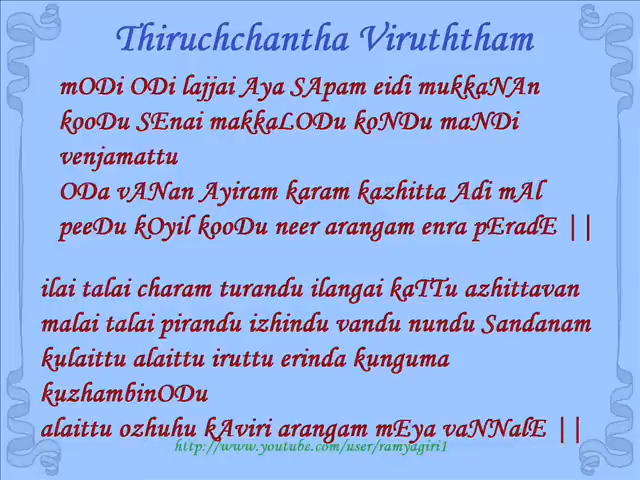 Thiruchchantha Viruththam
mODi ODi lajjai Aya SApam eidi mukkaNAn
kooDu SEnai makkaLODu koNDu maNDi
venjamattu
ODa vANan Ayiram karam kazhitta Adi mAl
peeDu kOyil kooDu neer arangam enra pEradE ||
ilai talai charam turandu ilangai kaTTu azhittavan
malai talai pirandu izhindu vandu nundu Sandanam
kulaittu alaittu iruttu erinda kunguma
kuzhambinODu
alaittu ozhuhu kAviri arangam mEya vaNNalE ||
http://www.youtube.com/user/ramyagiri1